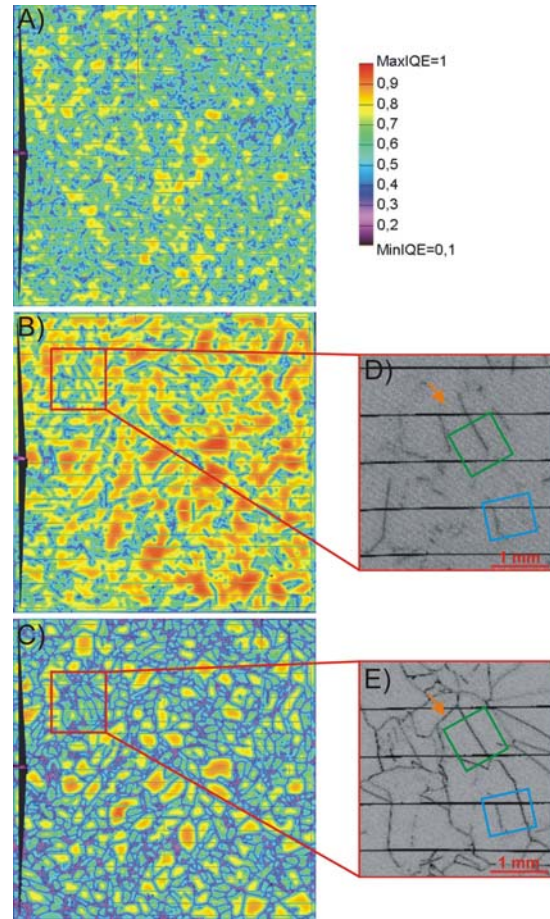 A)
MaxIQE=1
0,9
0,8
0,7
0,6
0,5
0,4
0,3
0,2
MinIQE=0,1
B)
D)
1 mm
C)
E)
1 mm